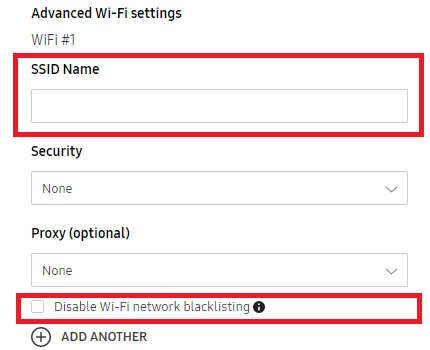 Advanced Wi-Fi settings
WiFi #1
SSID Name
Security
None
Proxy (optional)
None
Disable Wi-Fi network blacklisting
ADD ANOTHER